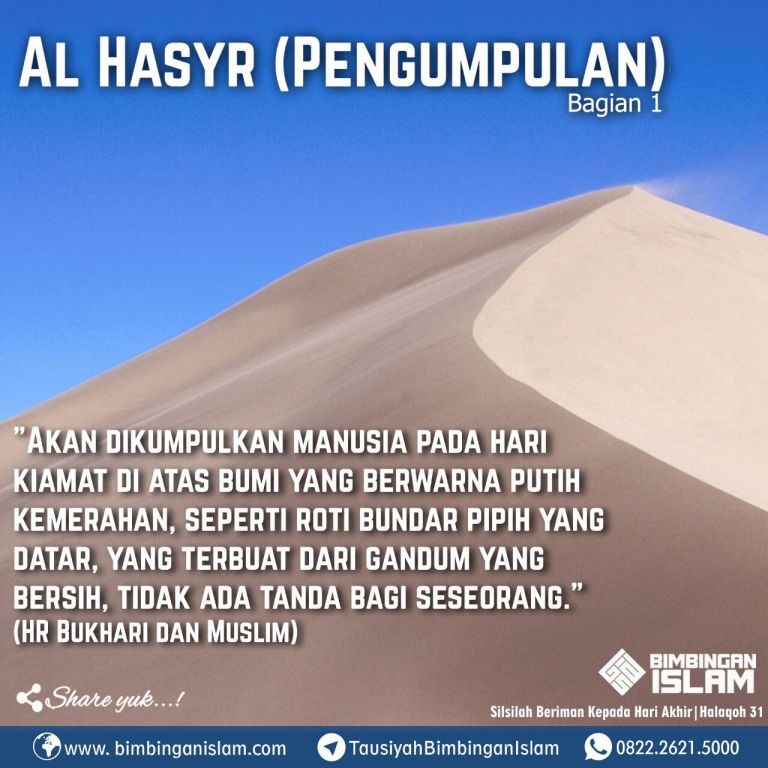 AL HASYR (PENGUMPULAN)
Bagian 1
"AKAN DIKUMPULKAN MANUSIA PADA HARI
KIAMAT DI ATAS BUMI YANG BERWARNA PUTIH
KEMERAHAN, SEPERTI ROTI BUNDAR PIPIH YANG
DATAR, YANG TERBUAT DARI GANDUM YANG
BERSIH, TIDAK ADA TANDA BAGI SESEORANG."
(HR BUKHARI DAN MUSLIM)
Share yuk...!
BIMBINGAN
ISLAM
Silsilah Beriman Kepada Hari Akhir|Halaqoh 31
www. bimbinganislam.com
TausiyahBimbinganIslam
0822.2621.5000